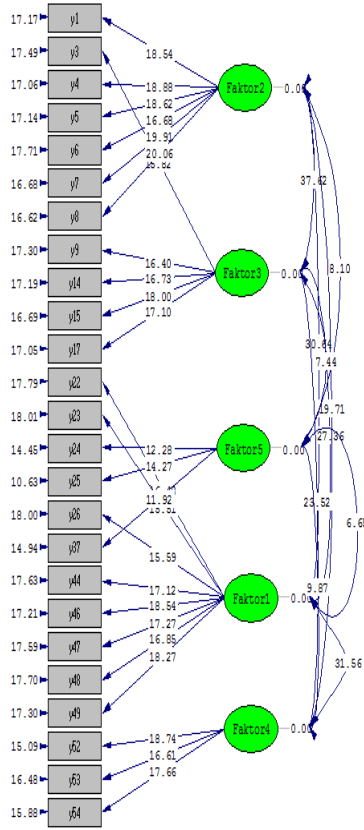 17.17 y1
17.49 y3
17.06 y4
17.14 y5
17.71 y6
16.68 y7
16.62 y8
17.30 y9
17.19 y14
16.69 y15
17.05 y17
17.79 y22
18.01 y23
14.45 y24
10.63 y25
18.00 y26
14.94 y37
17.63 y44
17.21 y46
17.59 y47
17.70 y48
17.30 y49
15.09 y52
16.48 y53
15.88 y54
18.54
18.88
18.62
16.68
19.91
20.06
16.40
16.73
18.00
17.10
12.28
14.27
11.92
15.59
17.12
18.54
17.27
16.85
18.27
18.74
16.61
17.66
Faktor2 0.00
Faktor3 0.00
Faktor5 0.00
Faktor1 0.00
Faktor4 0.00
37.62
8.10
30.64
7.44
19.71
27.36
23.52
9.87
31.56